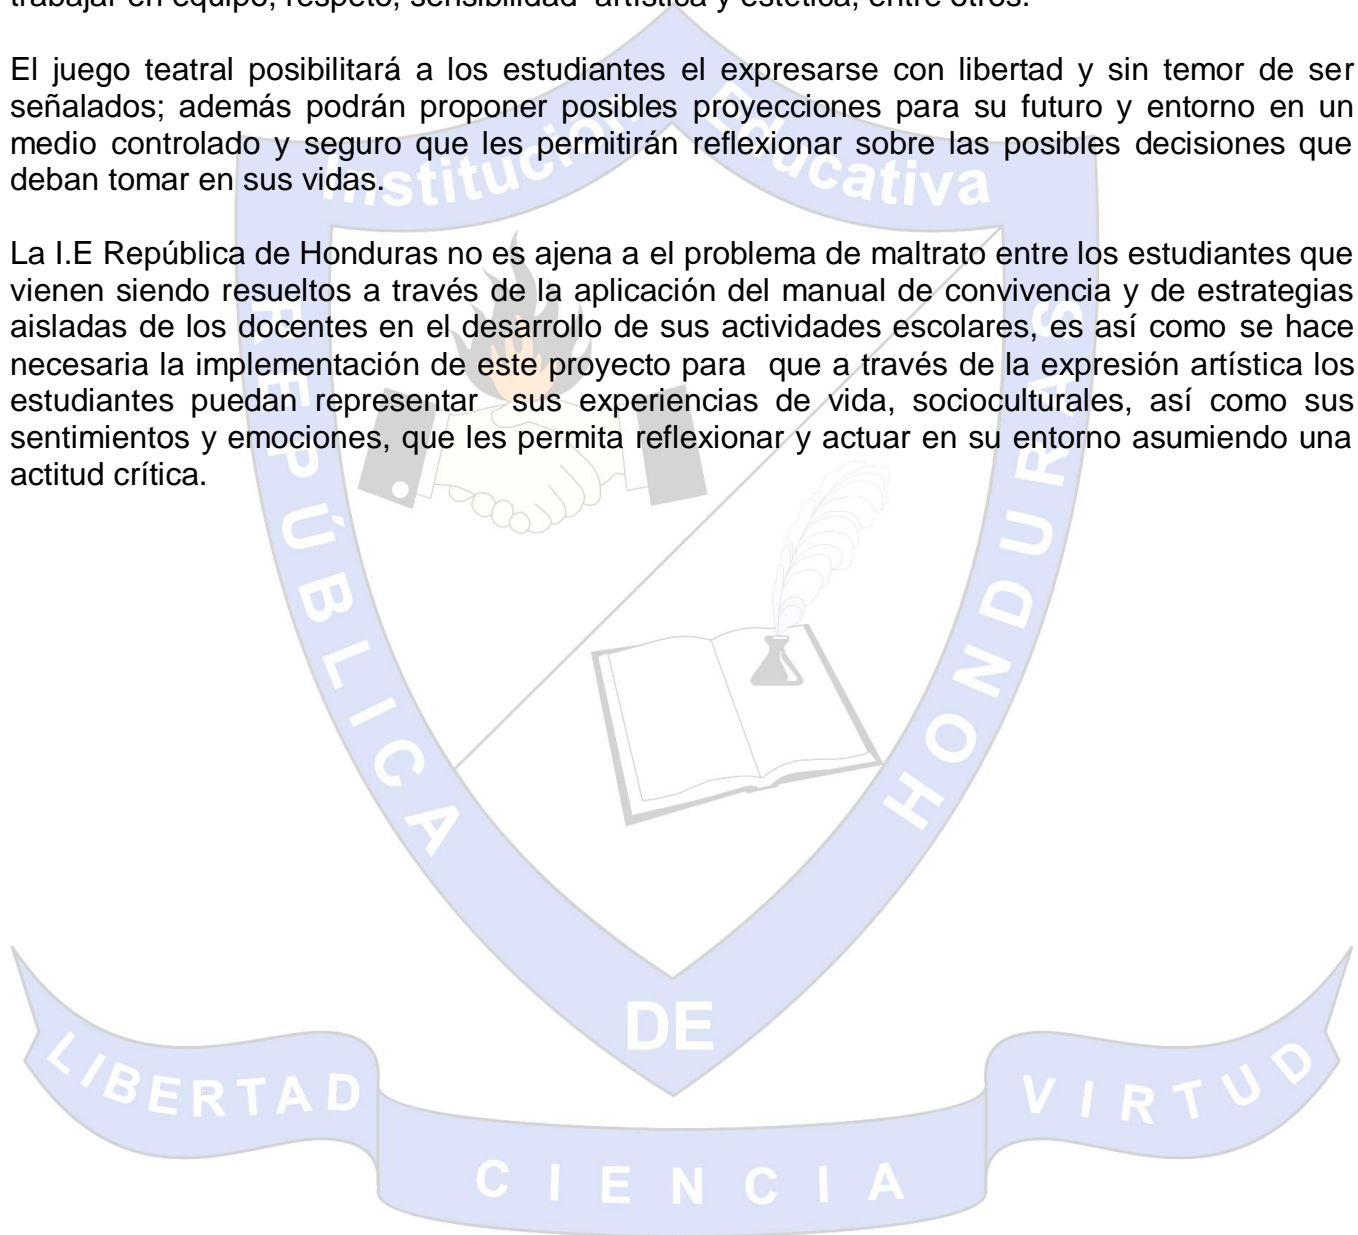 trabajar en equipo, respeto, sensibilidad  artística y estética, entre otros.
El juego teatral posibilitará a los estudiantes el expresarse con libertad y sin temor de ser
señalados; además podrán proponer posibles proyecciones para su futuro y entorno en un
medio controlado y seguro que les permitirán reflexionar sobre las posibles decisiones que
deban tomar en sus vidas.
La I.E República de Honduras no es ajena a el problema de maltrato entre los estudiantes que
vienen siendo resueltos a través de la aplicación del manual de convivencia y de estrategias
aisladas de los docentes en el desarrollo de sus actividades escolares, es así como se hace
necesaria la implementación de este proyecto para  que a través de la expresión artística los
estudiantes puedan representar  sus experiencias de vida, socioculturales, así como sus
sentimientos y emociones, que les permita reflexionar y actuar en su entorno asumiendo una
actitud crítica.
Institución Educativa
REPÚBLICA
DE
HONDURAS
LIBERTAD
CIENCIA
VIRTUD